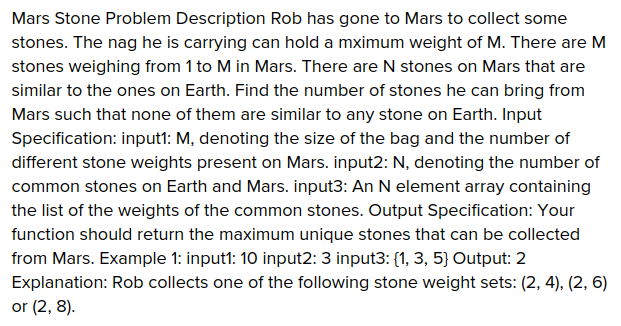 Mars Stone Problem Description Rob has gone to Mars to collect some
stones. The nag he is carrying can hold a mximum weight of M. There are M
stones weighing from 1 to M in Mars. There are N stones on Mars that are
similar to the ones on Earth. Find the number of stones he can bring from
Mars such that none of them are similar to any stone on Earth. Input
Specification: input1: M, denoting the size of the bag and the number of
different stone weights present on Mars. input2: N, denoting the number of
common stones on Earth and Mars. input3: An N element array containing
the list of the weights of the common stones. Output Specification: Your
function should return the maximum unique stones that can be collected
from Mars. Example 1: input1: 10 input2: 3 input3: {1, 3, 5} Output: 2
Explanation: Rob collects one of the following stone weight sets: (2, 4), (2, 6)
or (2, 8).